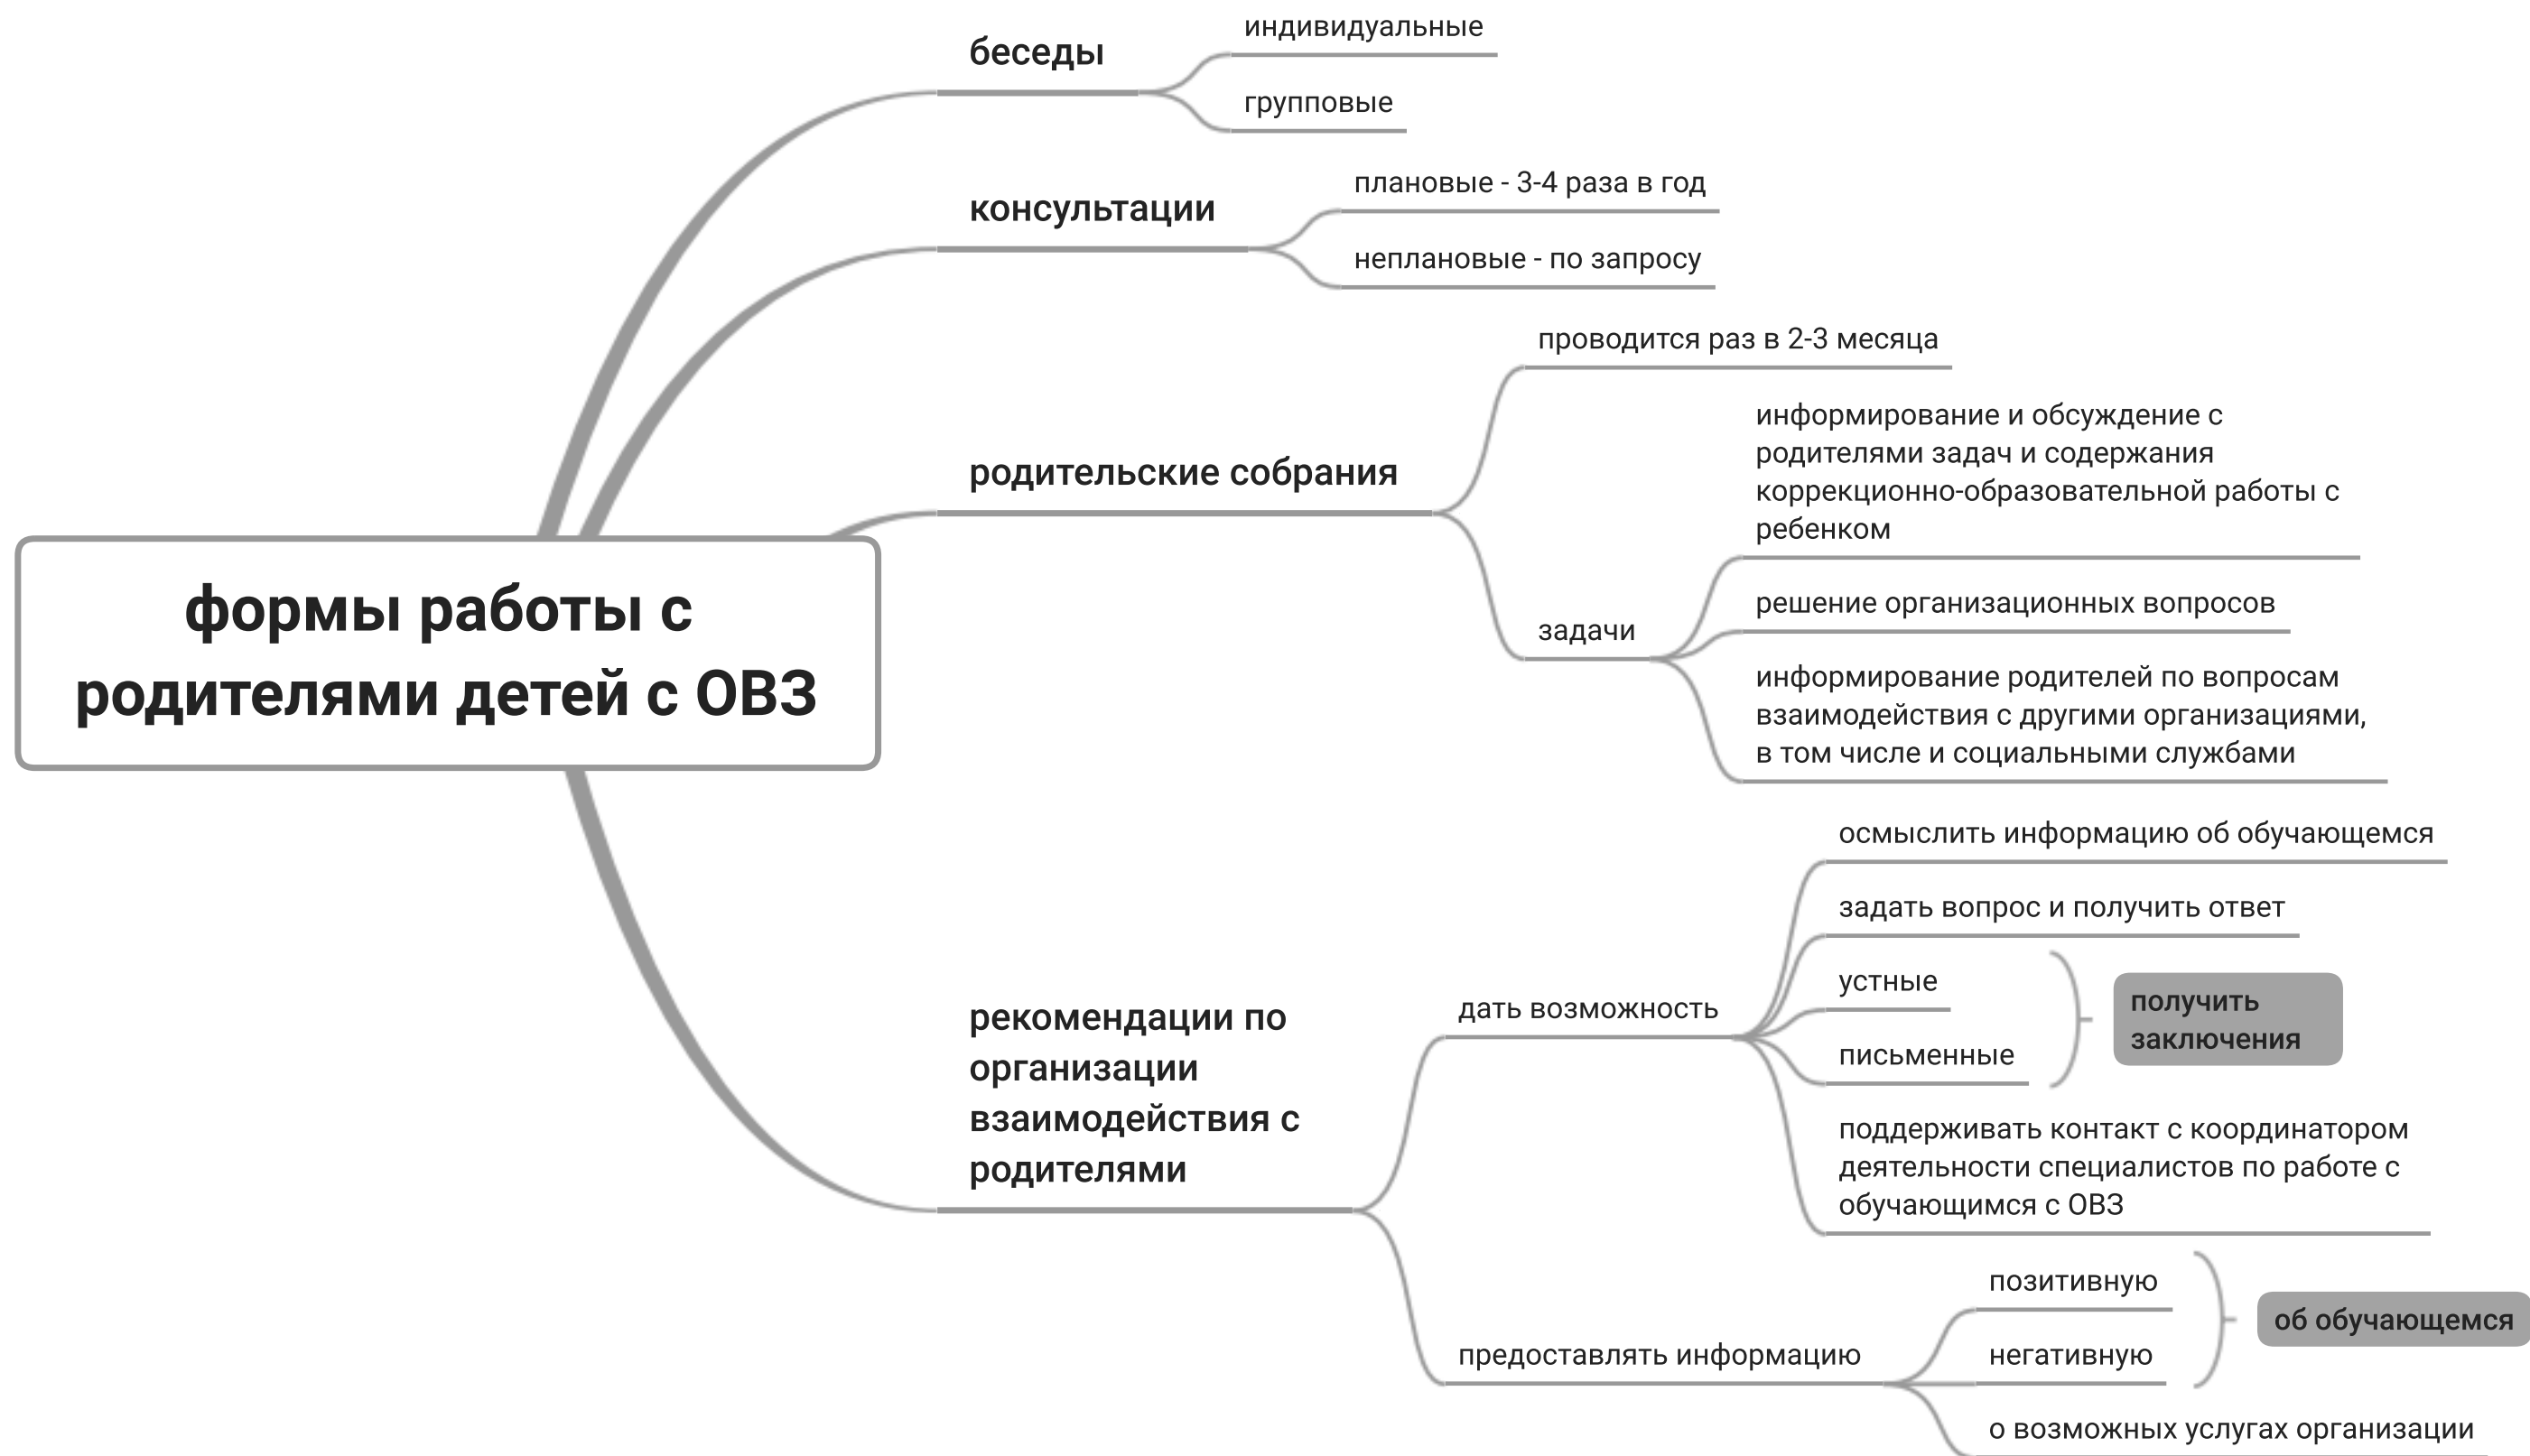 индивидуальные
беседы
групповые
плановые - 3-4 раза в год
консультации
неплановые - по запросу
проводится раз в 2-3 месяца
родительские собрания
информирование и обсуждение с
родителями задач и содержания
коррекционно-образовательной работы с
ребенком
решение организационных вопросов
задачи
информирование родителей по вопросам
взаимодействия с другими организациями,
в том числе и социальными службами
формы работы с
родителями детей с ОВЗ
осмыслить информацию об обучающемся
задать вопрос и получить ответ
устные
дать возможность
письменные
получить
заключения
поддерживать контакт с координатором
деятельности специалистов по работе с
обучающимся с ОВЗ
рекомендации по
организации
взаимодействия с
родителями
позитивную
об обучающемся
предоставлять информацию
негативную
о возможных услугах организации